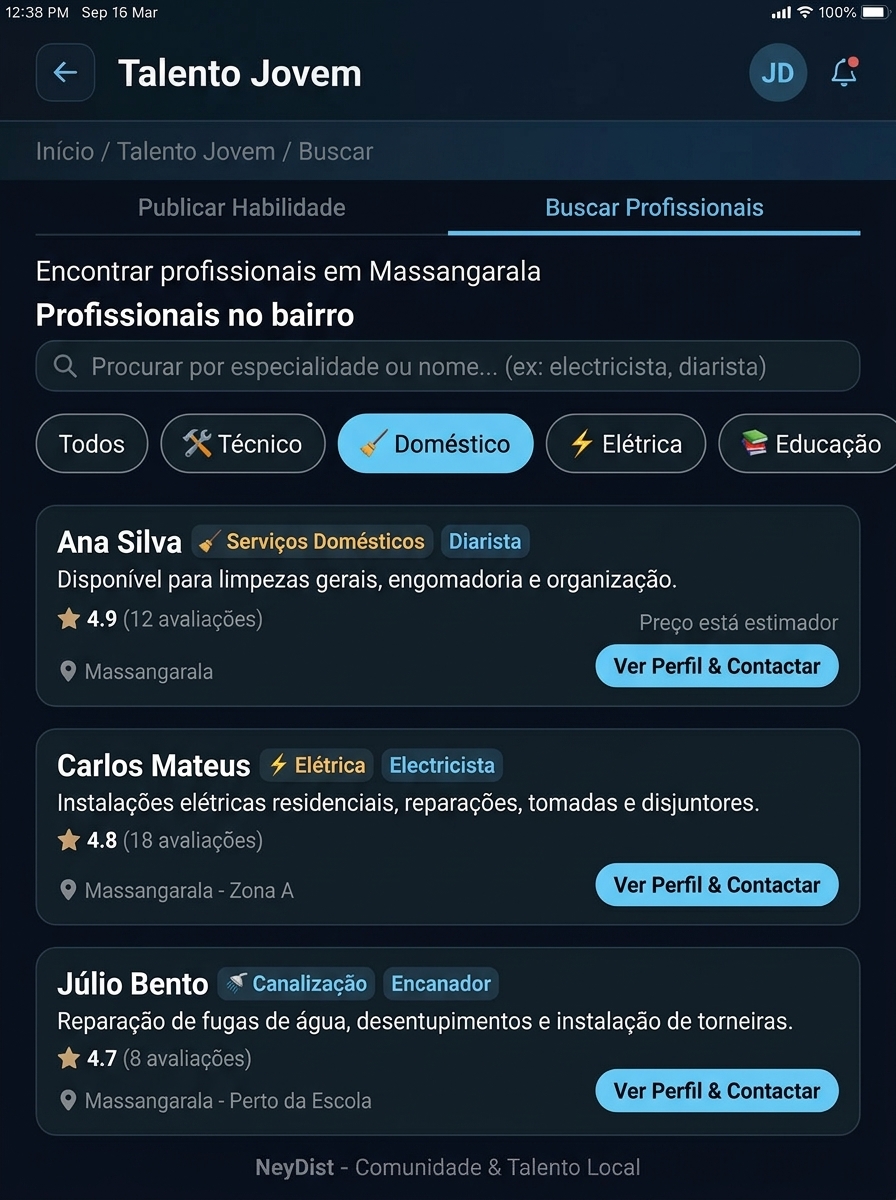 12:38 PM Sep 16 Mar 100%
Talento Jovem JD
Início / Talento Jovem / Buscar
Publicar Habilidade Buscar Profissionais
Encontrar profissionais em Massangarala
Profissionais no bairro
Procurar por especialidade ou nome... (ex: electricista, diarista)
Todos Técnico Doméstico Elétrica Educação
Ana Silva Serviços Domésticos Diarista
Disponível para limpezas gerais, engomadoria e organização.
4.9 (12 avaliações)
Preço está estimador
Massangarala Ver Perfil & Contactar
Carlos Mateus Elétrica Electricista
Instalações elétricas residenciais, reparações, tomadas e disjuntores.
4.8 (18 avaliações)
Massangarala - Zona A Ver Perfil & Contactar
Júlio Bento Canalização Encanador
Reparação de fugas de água, desentupimentos e instalação de torneiras.
4.7 (8 avaliações)
Massangarala - Perto da Escola Ver Perfil & Contactar
NeyDist - Comunidade & Talento Local